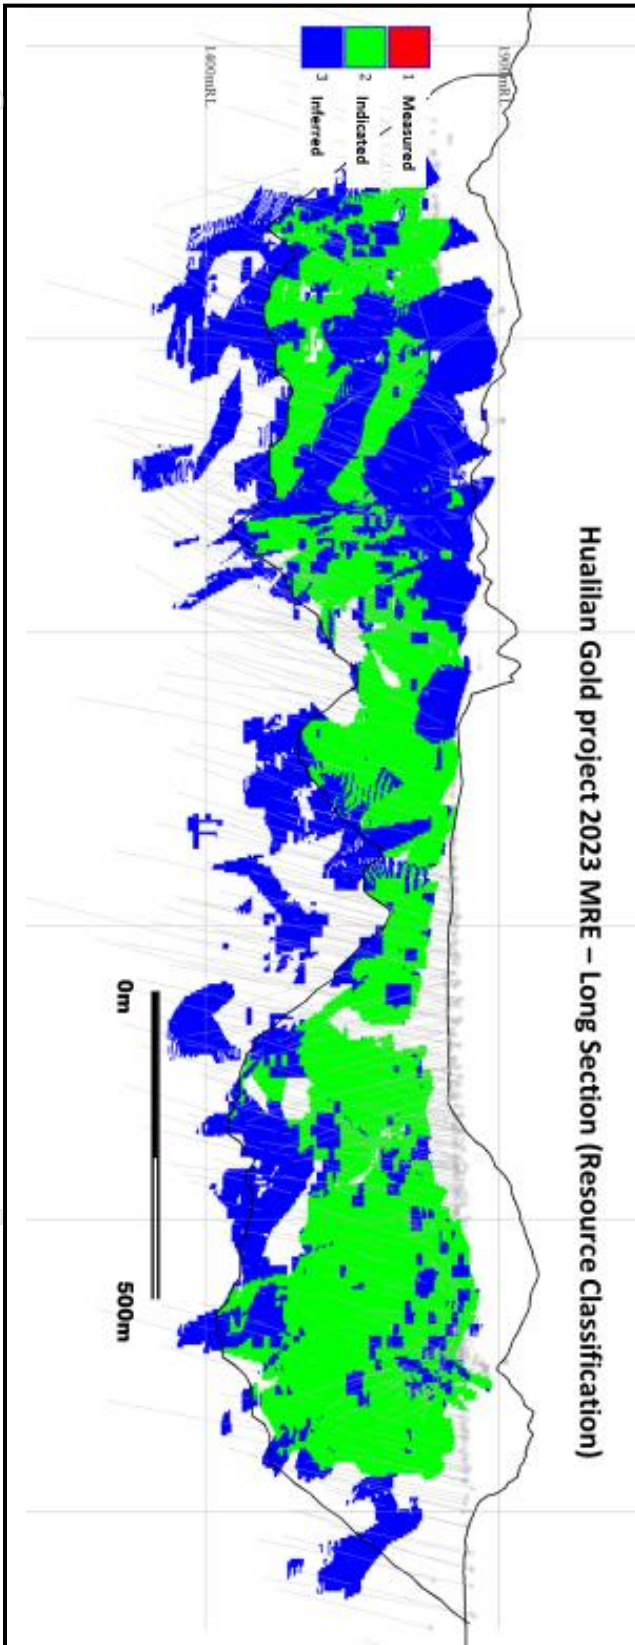 Hualilan Gold project 2023 MRE – Long Section (Resource Classification)
1900mRL
1 Measured
2 Indicated
3 Inferred
1400mRL
0m
500m